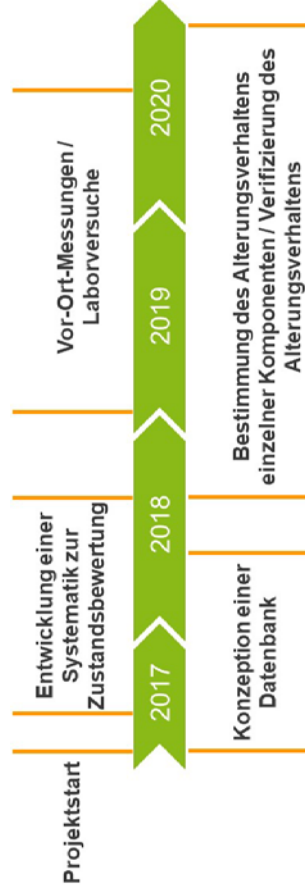 Projektstart
Entwicklung einer
Systematik zur
Zustandsbewertung
Vor-Ort-Messungen /
Laborversuche
2017
2018
2019
2020
Konzeption einer
Datenbank
Bestimmung des Alterungsverhaltens
einzelner Komponenten / Verifizierung des
Alterungsverhaltens